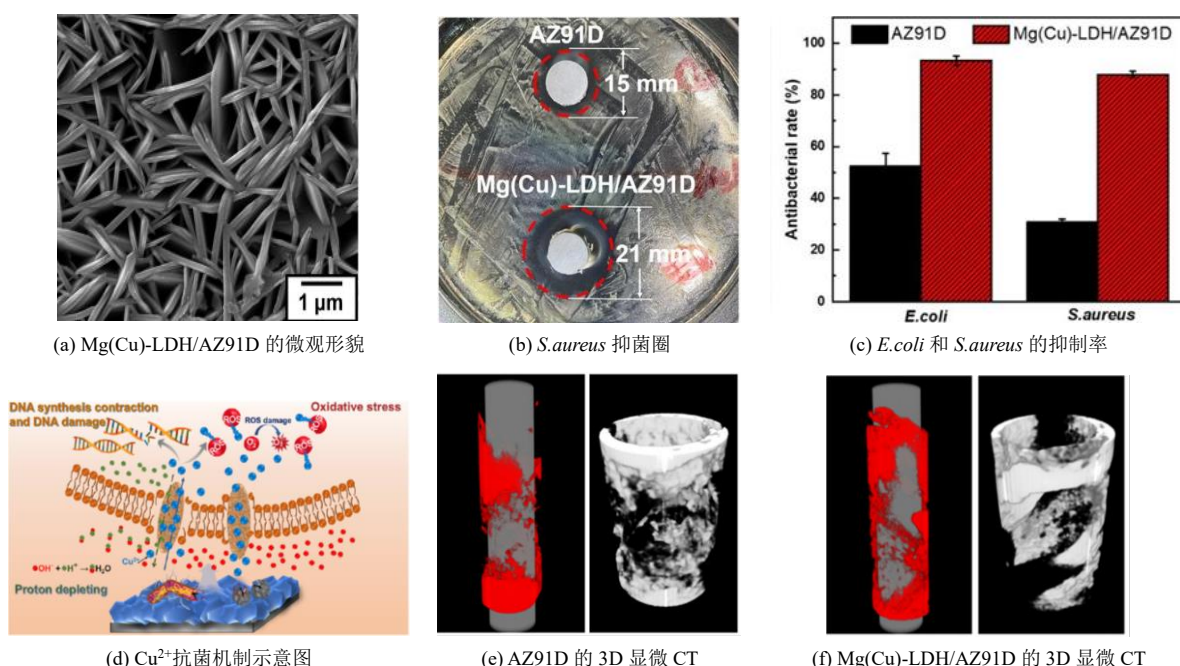 1 μm
(a) Mg(Cu)-LDH/AZ91D 的微观形貌
AZ91D
15 mm
Mg(Cu)-LDH/AZ91D
21 mm
(b) S.aureus 抑菌圈
AZ91D
Mg(Cu)-LDH/AZ91D
Antibacterial rate (%)
100
80
60
40
20
0
E.coli
S.aureus
(c) E.coli 和 S.aureus 的抑制率
DNA synthesis contraction
and DNA damage
Oxidative stress
ROS damage
ROS
ROS
ROS
ROS
Cu²⁺
OH⁻ + H⁺→ H₂O
Proton depleting
(d) Cu²⁺抗菌机制示意图
(e) AZ91D 的 3D 显微 CT
(f) Mg(Cu)-LDH/AZ91D 的 3D 显微 CT